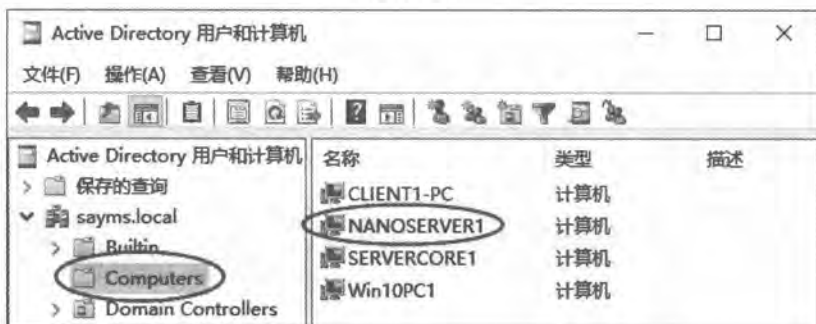 Active Directory 用户和计算机
文件(F) 操作(A) 查看(V) 帮助(H)
Active Directory 用户和计算机
保存的查询
sayms.local
Builtin
Computers
Domain Controllers
名称 类型 描述
CLIENT1-PC 计算机
NANOSERVER1 计算机
SERVERCORE1 计算机
Win10PC1 计算机